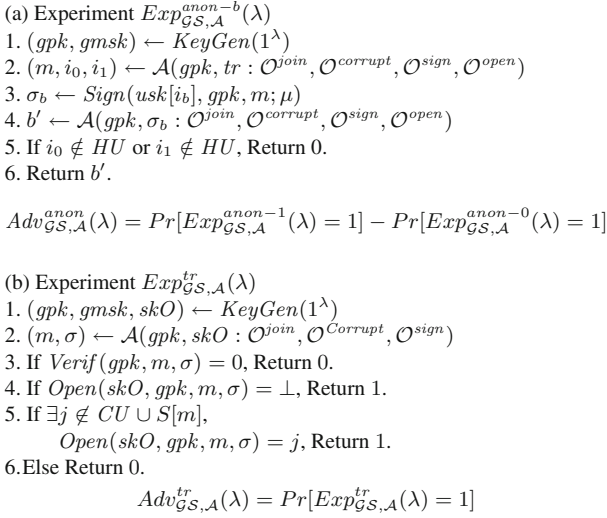 (a) Experiment Exp^{anon−b}_{GS,A}(λ)
1. (gpk, gmsk) ← KeyGen(1^λ)
2. (m, i_0, i_1) ← A(gpk, tr : O^{join}, O^{corrupt}, O^{sign}, O^{open})
3. σ_b ← Sign(usk[i_b], gpk, m; μ)
4. b′ ← A(gpk, σ_b : O^{join}, O^{corrupt}, O^{sign}, O^{open})
5. If i_0 ∉ HU or i_1 ∉ HU, Return 0.
6. Return b′.
Adv^{anon}_{GS,A}(λ) = Pr[Exp^{anon−1}_{GS,A}(λ) = 1] − Pr[Exp^{anon−0}_{GS,A}(λ) = 1]
(b) Experiment Exp^{tr}_{GS,A}(λ)
1. (gpk, gmsk, skO) ← KeyGen(1^λ)
2. (m, σ) ← A(gpk, skO : O^{join}, O^{Corrupt}, O^{sign})
3. If Verif(gpk, m, σ) = 0, Return 0.
4. If Open(skO, gpk, m, σ) = ⊥, Return 1.
5. If ∃j ∉ CU ∪ S[m],
Open(skO, gpk, m, σ) = j, Return 1.
6.Else Return 0.
Adv^{tr}_{GS,A}(λ) = Pr[Exp^{tr}_{GS,A}(λ) = 1]